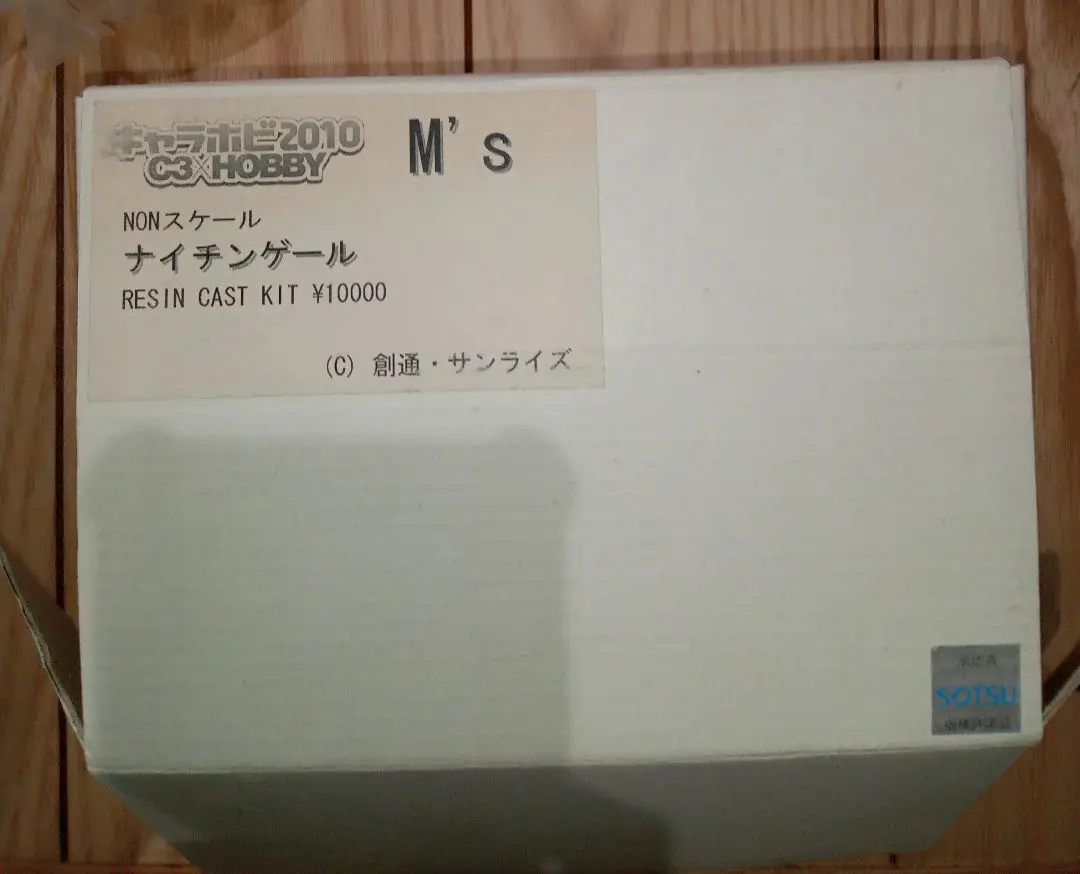 キャラホビ2010
C3×HOBBY
M's
NONスケール
ナイチンゲール
RESIN CAST KIT ¥10000
(C) 創通・サンライズ
SOTSU